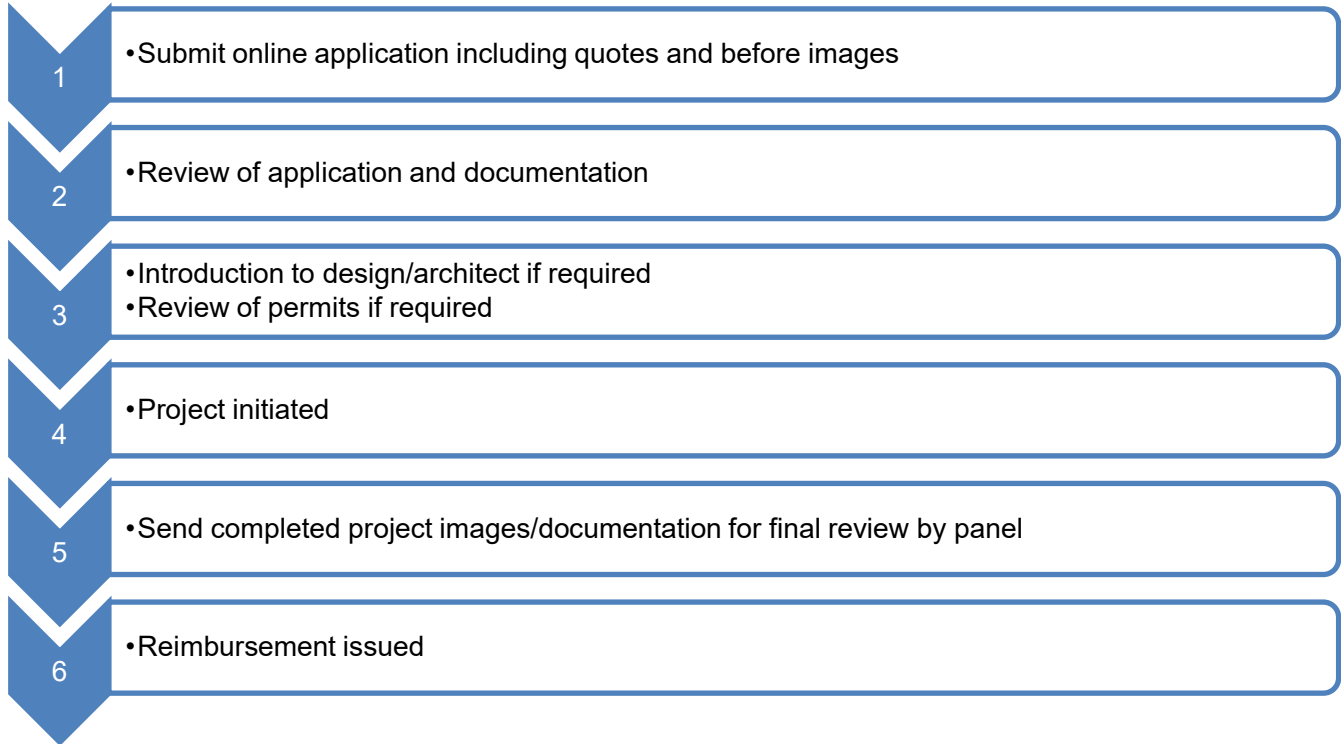 1
•Submit online application including quotes and before images
2
•Review of application and documentation
3
•Introduction to design/architect if required
•Review of permits if required
4
•Project initiated
5
•Send completed project images/documentation for final review by panel
6
•Reimbursement issued